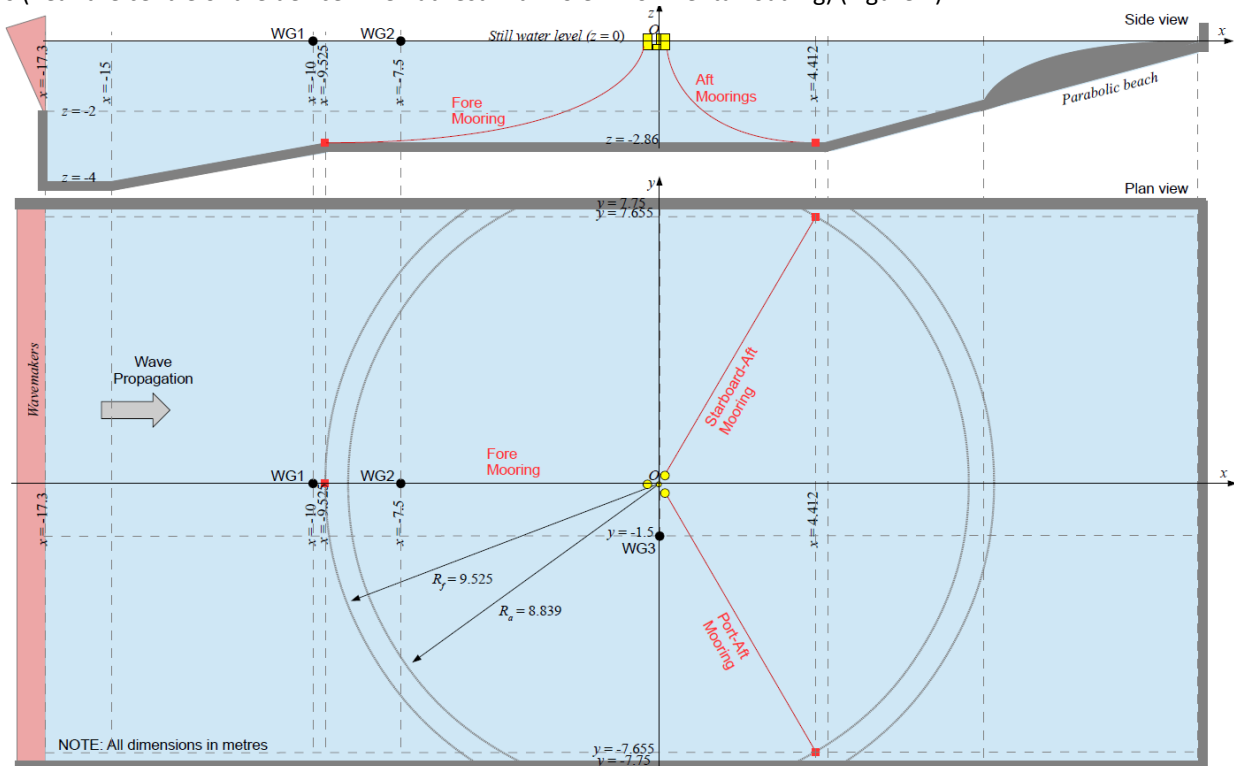 Side view
z
x
O
WG1
WG2
Still water level (z = 0)
x = -17.3
x = -15
x = -10
x = -9.525
x = -7.5
x = 4.412
Fore
Mooring
Aft
Moorings
Parabolic beach
z = -2
z = -2.86
z = -4
y
Plan view
y = 7.75
y = 7.655
Wavemakers
Wave
Propagation
Starboard-Aft
Mooring
Fore
Mooring
WG1
WG2
O
x
x = -17.3
x = -10
x = -9.525
x = -7.5
x = 4.412
y = -1.5
WG3
Rf = 9.525
Ra = 8.839
Port-Aft
Mooring
NOTE: All dimensions in metres
y = -7.655
y = -7.75